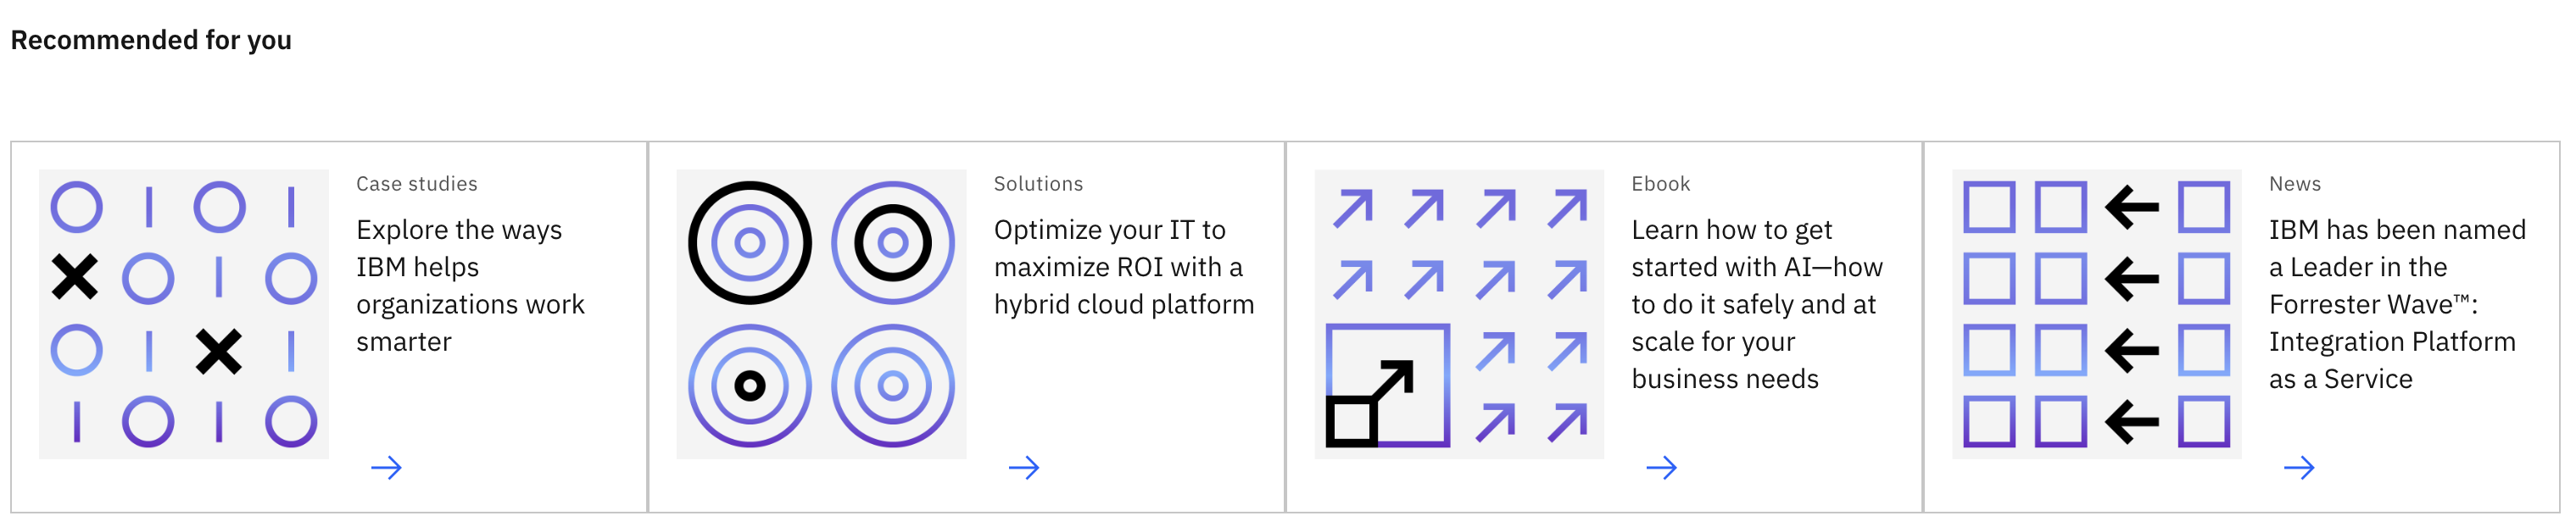 Recommended for you
Case studies
Explore the ways
IBM helps
organizations work
smarter
Solutions
Optimize your IT to
maximize ROI with a
hybrid cloud platform
Ebook
Learn how to get
started with AI—how
to do it safely and at
scale for your
business needs
News
IBM has been named
a Leader in the
Forrester Wave™:
Integration Platform
as a Service